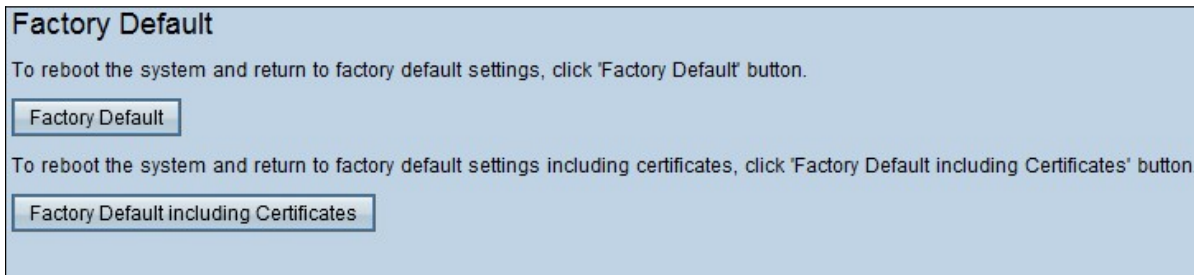 Factory Default
To reboot the system and return to factory default settings, click 'Factory Default' button.
Factory Default
To reboot the system and return to factory default settings including certificates, click 'Factory Default including Certificates' button
Factory Default including Certificates